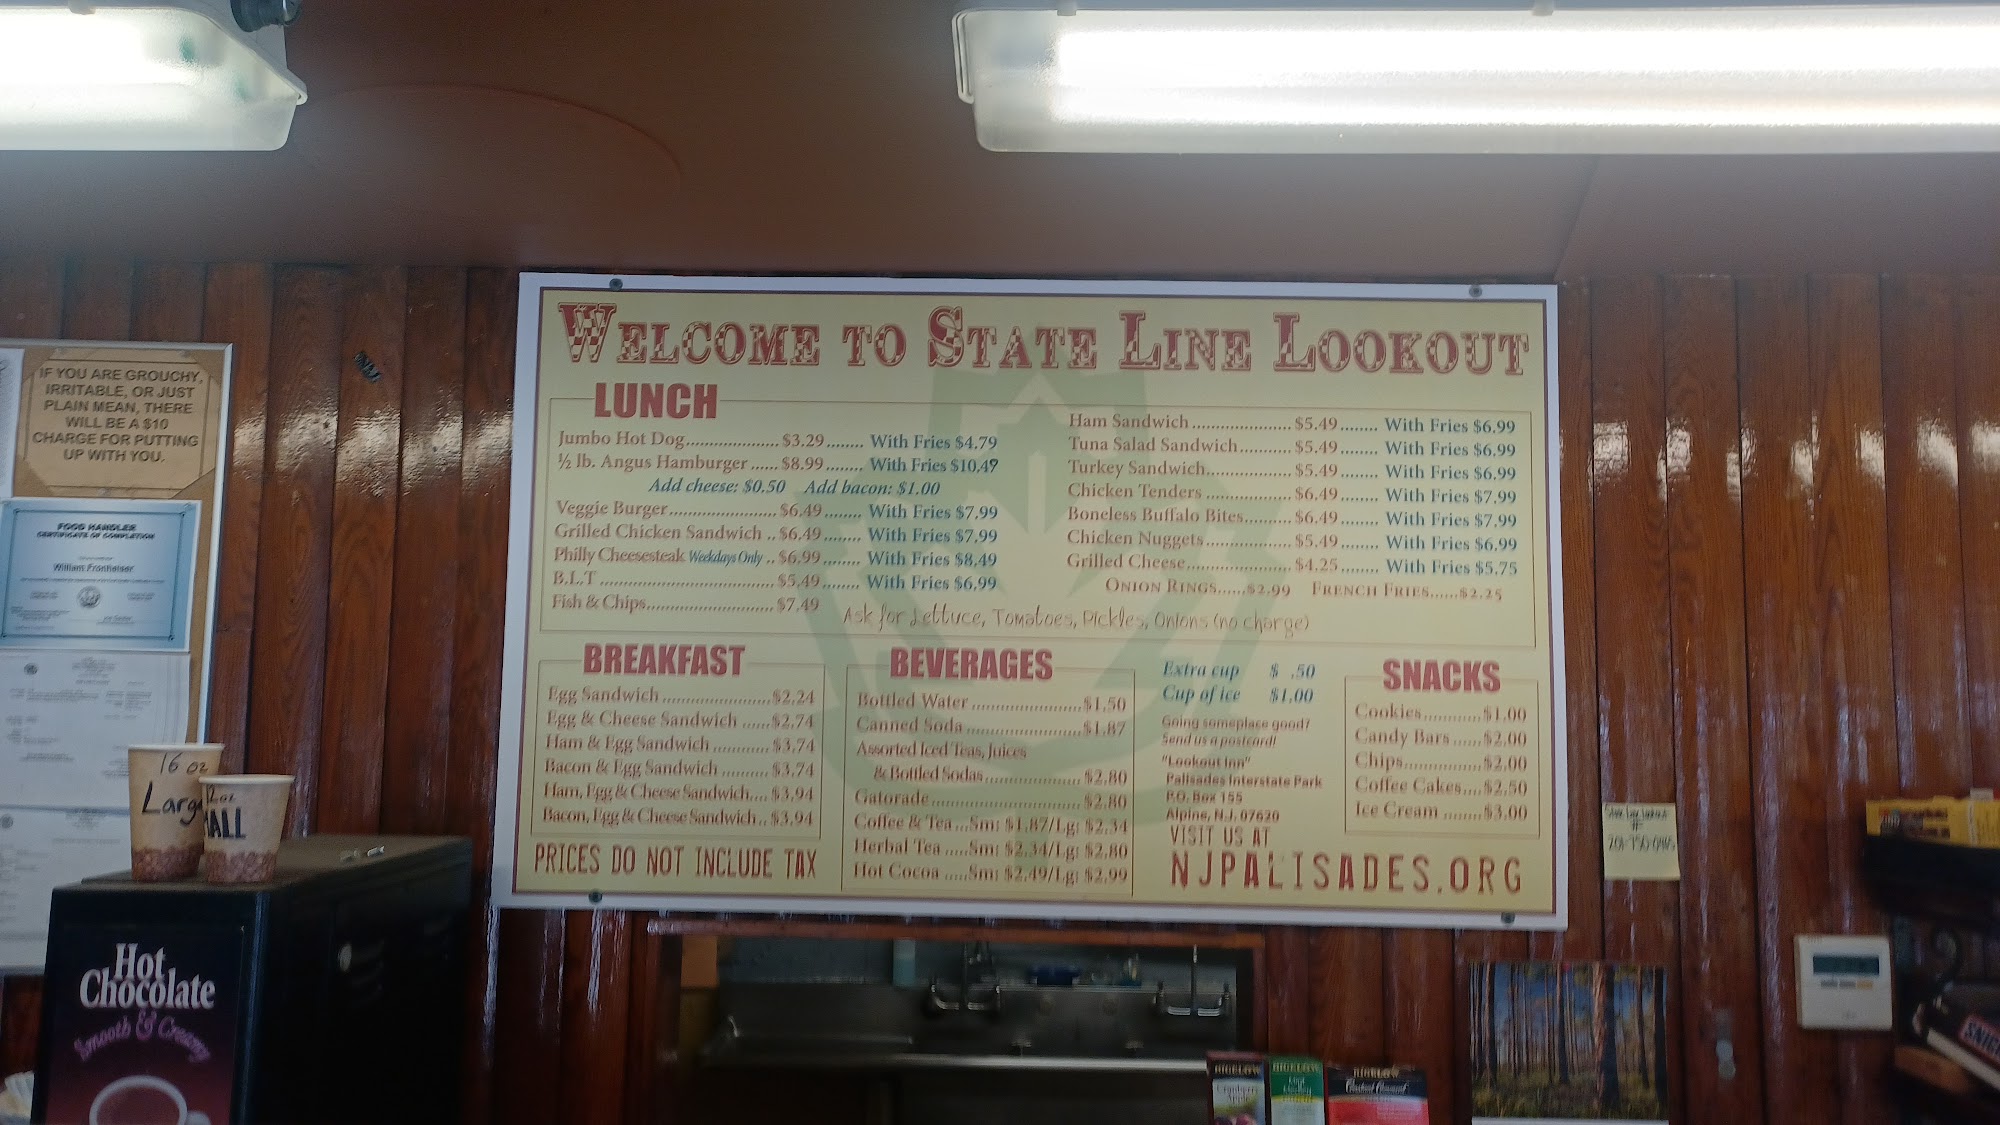 IF YOU ARE GROUCHY,
IRRITABLE, OR JUST
PLAIN MEAN, THERE
WILL BE A $10
CHARGE FOR PUTTING
UP WITH YOU.
FOOD HANDLER
CERTIFICATE OF COMPLETION
16 oz
Large
12oz
ALL
Hot
Chocolate
Smooth & Creamy
WELCOME TO STATE LINE LOOKOUT
LUNCH
Jumbo Hot Dog.....................$3.29........ With Fries $4.79
½ lb. Angus Hamburger ......$8.99........ With Fries $10.49
Add cheese: $0.50 Add bacon: $1.00
Veggie Burger........................$6.49........ With Fries $7.99
Grilled Chicken Sandwich ..$6.49........ With Fries $7.99
Philly Cheesesteak Weekdays Only ..$6.99........ With Fries $8.49
B.L.T ......................................$5.49........ With Fries $6.99
Fish & Chips............................$7.49
Ham Sandwich ......................$5.49........ With Fries $6.99
Tuna Salad Sandwich...........$5.49........ With Fries $6.99
Turkey Sandwich...................$5.49........ With Fries $6.99
Chicken Tenders ...................$6.49........ With Fries $7.99
Boneless Buffalo Bites..........$6.49........ With Fries $7.99
Chicken Nuggets...................$5.49........ With Fries $6.99
Grilled Cheese.......................$4.25........ With Fries $5.75
ONION RINGS......$2.99 FRENCH FRIES......$2.25
Ask for Lettuce, Tomatoes, Pickles, Onions (no charge)
BREAKFAST
Egg Sandwich ........................$2.24
Egg & Cheese Sandwich ......$2.74
Ham & Egg Sandwich ............$3.74
Bacon & Egg Sandwich ..........$3.74
Ham, Egg & Cheese Sandwich....$3.94
Bacon, Egg & Cheese Sandwich..$3.94
PRICES DO NOT INCLUDE TAX
BEVERAGES
Bottled Water ........................$1.50
Canned Soda .........................$1.87
Assorted Iced Teas, Juices
& Bottled Sodas.....................$2.80
Gatorade.................................$2.80
Coffee & Tea ...Sm: $1.87/Lg: $2.34
Herbal Tea .....Sm: $2.34/Lg: $2.80
Hot Cocoa .....Sm: $2.49/Lg: $2.99
Extra cup $ .50
Cup of ice $1.00
Going someplace good?
Send us a postcard!
"Lookout Inn"
Palisades Interstate Park
P.O. Box 155
Alpine, N.J. 07620
VISIT US AT
NJPALISADES.ORG
SNACKS
Cookies............$1.00
Candy Bars ......$2.00
Chips................$2.00
Coffee Cakes....$2.50
Ice Cream ........$3.00
BIGELOW
BIGELOW
BIGELOW